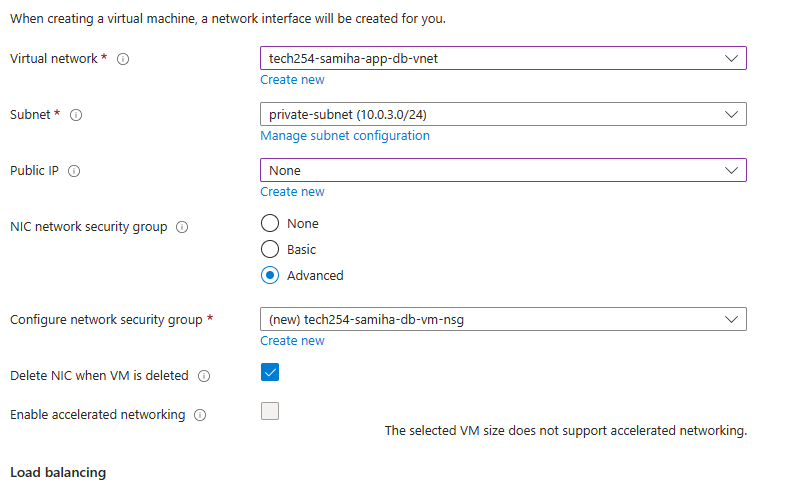 When creating a virtual machine, a network interface will be created for you.
Virtual network *
tech254-samiha-app-db-vnet
Create new
Subnet *
private-subnet (10.0.3.0/24)
Manage subnet configuration
Public IP
None
Create new
NIC network security group
None
Basic
Advanced
Configure network security group *
(new) tech254-samiha-db-vm-nsg
Create new
Delete NIC when VM is deleted
Enable accelerated networking
The selected VM size does not support accelerated networking.
Load balancing